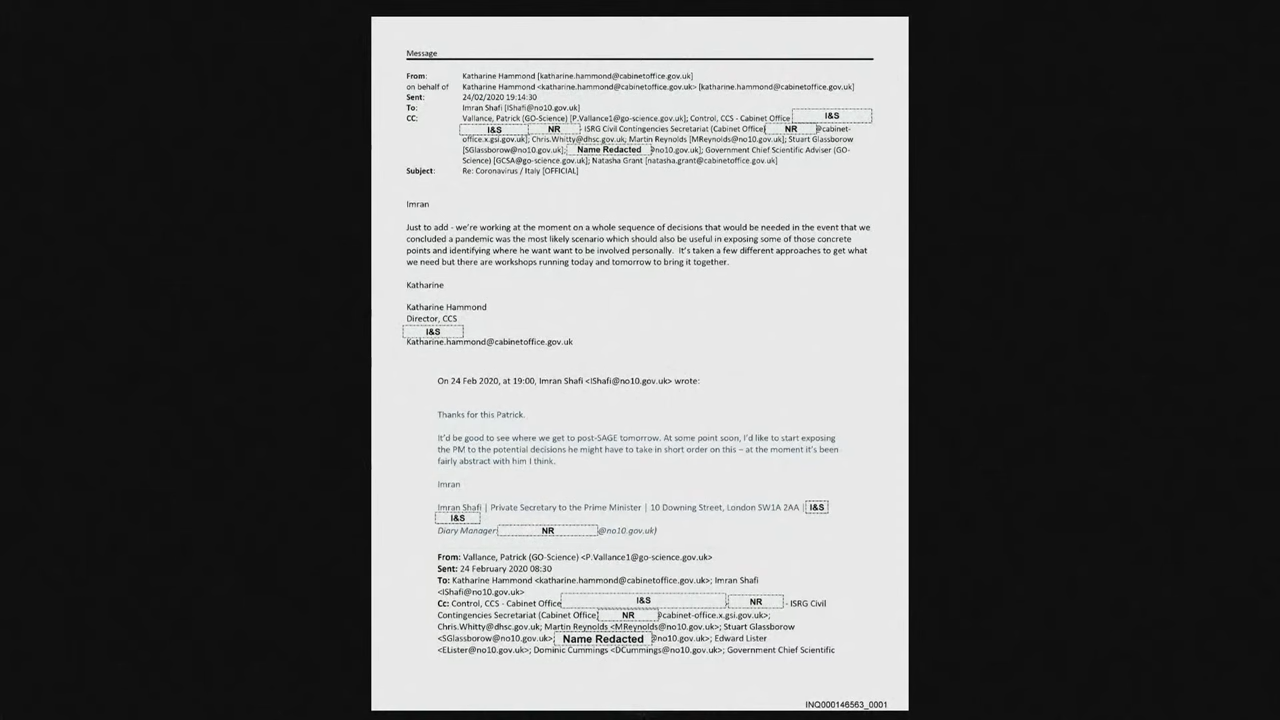 Message
From: Katharine Hammond [katharine.hammond@cabinetoffice.gov.uk]
on behalf of Katharine Hammond <katharine.hammond@cabinetoffice.gov.uk> [katharine.hammond@cabinetoffice.gov.uk]
Sent: 24/02/2020 19:14:30
To: Imran Shafi [IShafi@no10.gov.uk]
CC: Vallance, Patrick (GO-Science) [P.Vallance1@go-science.gov.uk]; Control, CCS - Cabinet Office I&S
I&S NR - ISRG Civil Contingencies Secretariat (Cabinet Office) NR @cabinet-
office.x.gsi.gov.uk]; Chris.Whitty@dhsc.gov.uk; Martin Reynolds [MReynolds@no10.gov.uk]; Stuart Glassborow
[SGlassborow@no10.gov.uk]; Name Redacted @no10.gov.uk]; Government Chief Scientific Adviser (GO-
Science) [GCSA@go-science.gov.uk]; Natasha Grant [natasha.grant@cabinetoffice.gov.uk]
Subject: Re: Coronavirus / Italy [OFFICIAL]
Imran
Just to add - we're working at the moment on a whole sequence of decisions that would be needed in the event that we
concluded a pandemic was the most likely scenario which should also be useful in exposing some of those concrete
points and identifying where he want want to be involved personally. It's taken a few different approaches to get what
we need but there are workshops running today and tomorrow to bring it together.
Katharine
Katharine Hammond
Director, CCS
I&S
Katharine.hammond@cabinetoffice.gov.uk
On 24 Feb 2020, at 19:00, Imran Shafi <IShafi@no10.gov.uk> wrote:
Thanks for this Patrick.
It'd be good to see where we get to post-SAGE tomorrow. At some point soon, I'd like to start exposing
the PM to the potential decisions he might have to take in short order on this – at the moment it's been
fairly abstract with him I think.
Imran
Imran Shafi | Private Secretary to the Prime Minister | 10 Downing Street, London SW1A 2AA | I&S
I&S
Diary Manager: NR @no10.gov.uk)
From: Vallance, Patrick (GO-Science) <P.Vallance1@go-science.gov.uk>
Sent: 24 February 2020 08:30
To: Katharine Hammond <katharine.hammond@cabinetoffice.gov.uk>; Imran Shafi
<IShafi@no10.gov.uk>
Cc: Control, CCS - Cabinet Office I&S NR - ISRG Civil
Contingencies Secretariat (Cabinet Office) NR @cabinet-office.x.gsi.gov.uk>;
Chris.Whitty@dhsc.gov.uk; Martin Reynolds <MReynolds@no10.gov.uk>; Stuart Glassborow
<SGlassborow@no10.gov.uk>; Name Redacted @no10.gov.uk>; Edward Lister
<ELister@no10.gov.uk>; Dominic Cummings <DCummings@no10.gov.uk>; Government Chief Scientific
INQ000146563_0001